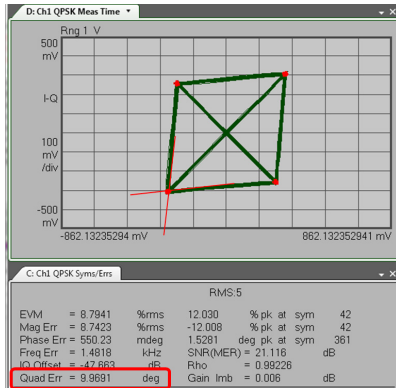 D: Ch1 QPSK Meas Time
Rng 1 V
500
mV
I-Q
100
mV
/div
-500
mV
-862.13235294 mV 862.132352941 mV
C: Ch1 QPSK Syms/Errs
RMS:5
EVM = 8.7941 %rms 12.030 % pk at sym 42
Mag Err = 8.7423 %rms -12.008 % pk at sym 42
Phase Err = 550.23 mdeg 1.5281 deg pk at sym 361
Freq Err = 1.4818 kHz SNR(MER) = 21.116 dB
IQ Offset = -47.663 dB Rho = 0.99226
Quad Err = 9.9691 deg Gain Imb = 0.006 dB